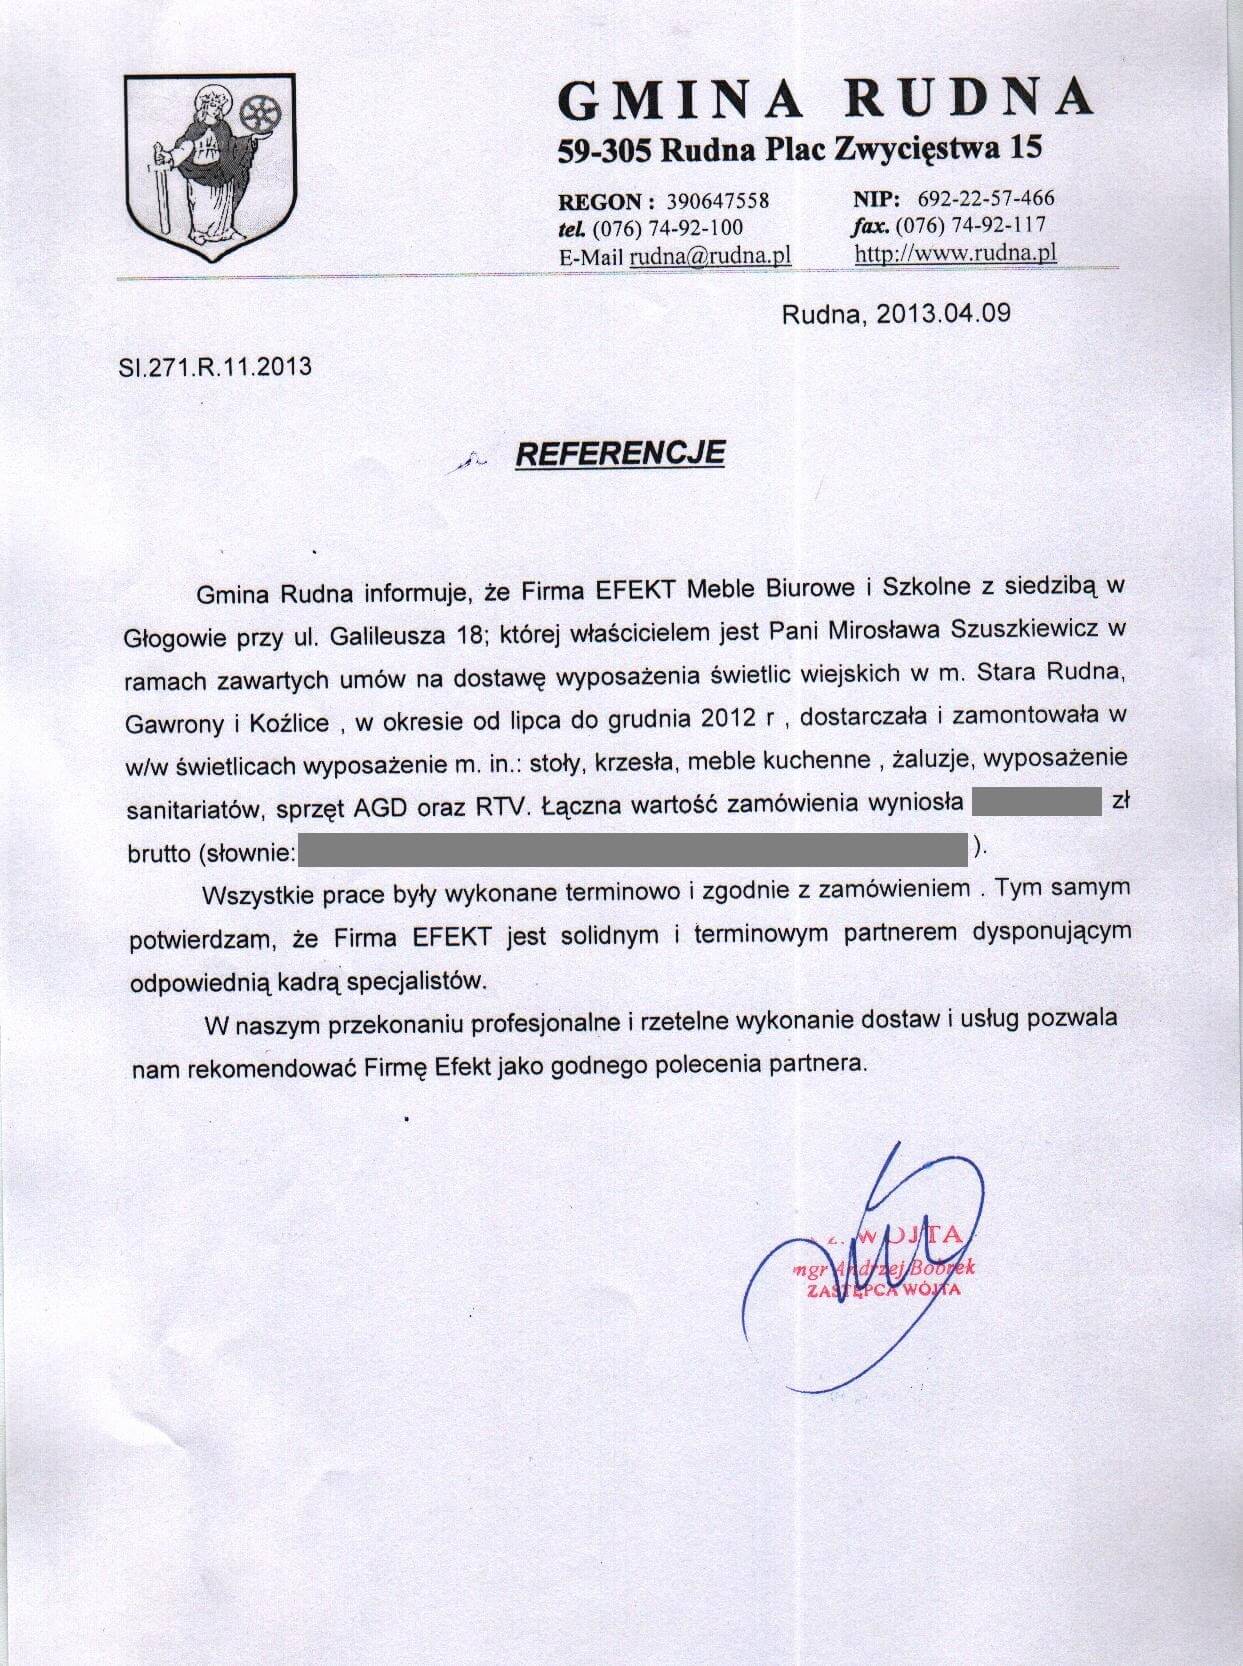 GMINA RUDNA
59-305 Rudna Plac Zwycięstwa 15
REGON : 390647558 NIP: 692-22-57-466
tel. (076) 74-92-100 fax. (076) 74-92-117
E-Mail rudna@rudna.pl http://www.rudna.pl
Rudna, 2013.04.09
SI.271.R.11.2013
REFERENCJE
Gmina Rudna informuje, że Firma EFEKT Meble Biurowe i Szkolne z siedzibą w
Głogowie przy ul. Galileusza 18; której właścicielem jest Pani Mirosława Szuszkiewicz w
ramach zawartych umów na dostawę wyposażenia świetlic wiejskich w m. Stara Rudna,
Gawrony i Koźlice , w okresie od lipca do grudnia 2012 r , dostarczała i zamontowała w
w/w świetlicach wyposażenie m. in.: stoły, krzesła, meble kuchenne , żaluzje, wyposażenie
sanitariatów, sprzęt AGD oraz RTV. Łączna wartość zamówienia wyniosła zł
brutto (słownie: ).
Wszystkie prace były wykonane terminowo i zgodnie z zamówieniem . Tym samym
potwierdzam, że Firma EFEKT jest solidnym i terminowym partnerem dysponującym
odpowiednią kadrą specjalistów.
W naszym przekonaniu profesjonalne i rzetelne wykonanie dostaw i usług pozwala
nam rekomendować Firmę Efekt jako godnego polecenia partnera.
WÓJTA
mgr Andrzej Bobrek
ZASTĘPCA WÓJTA